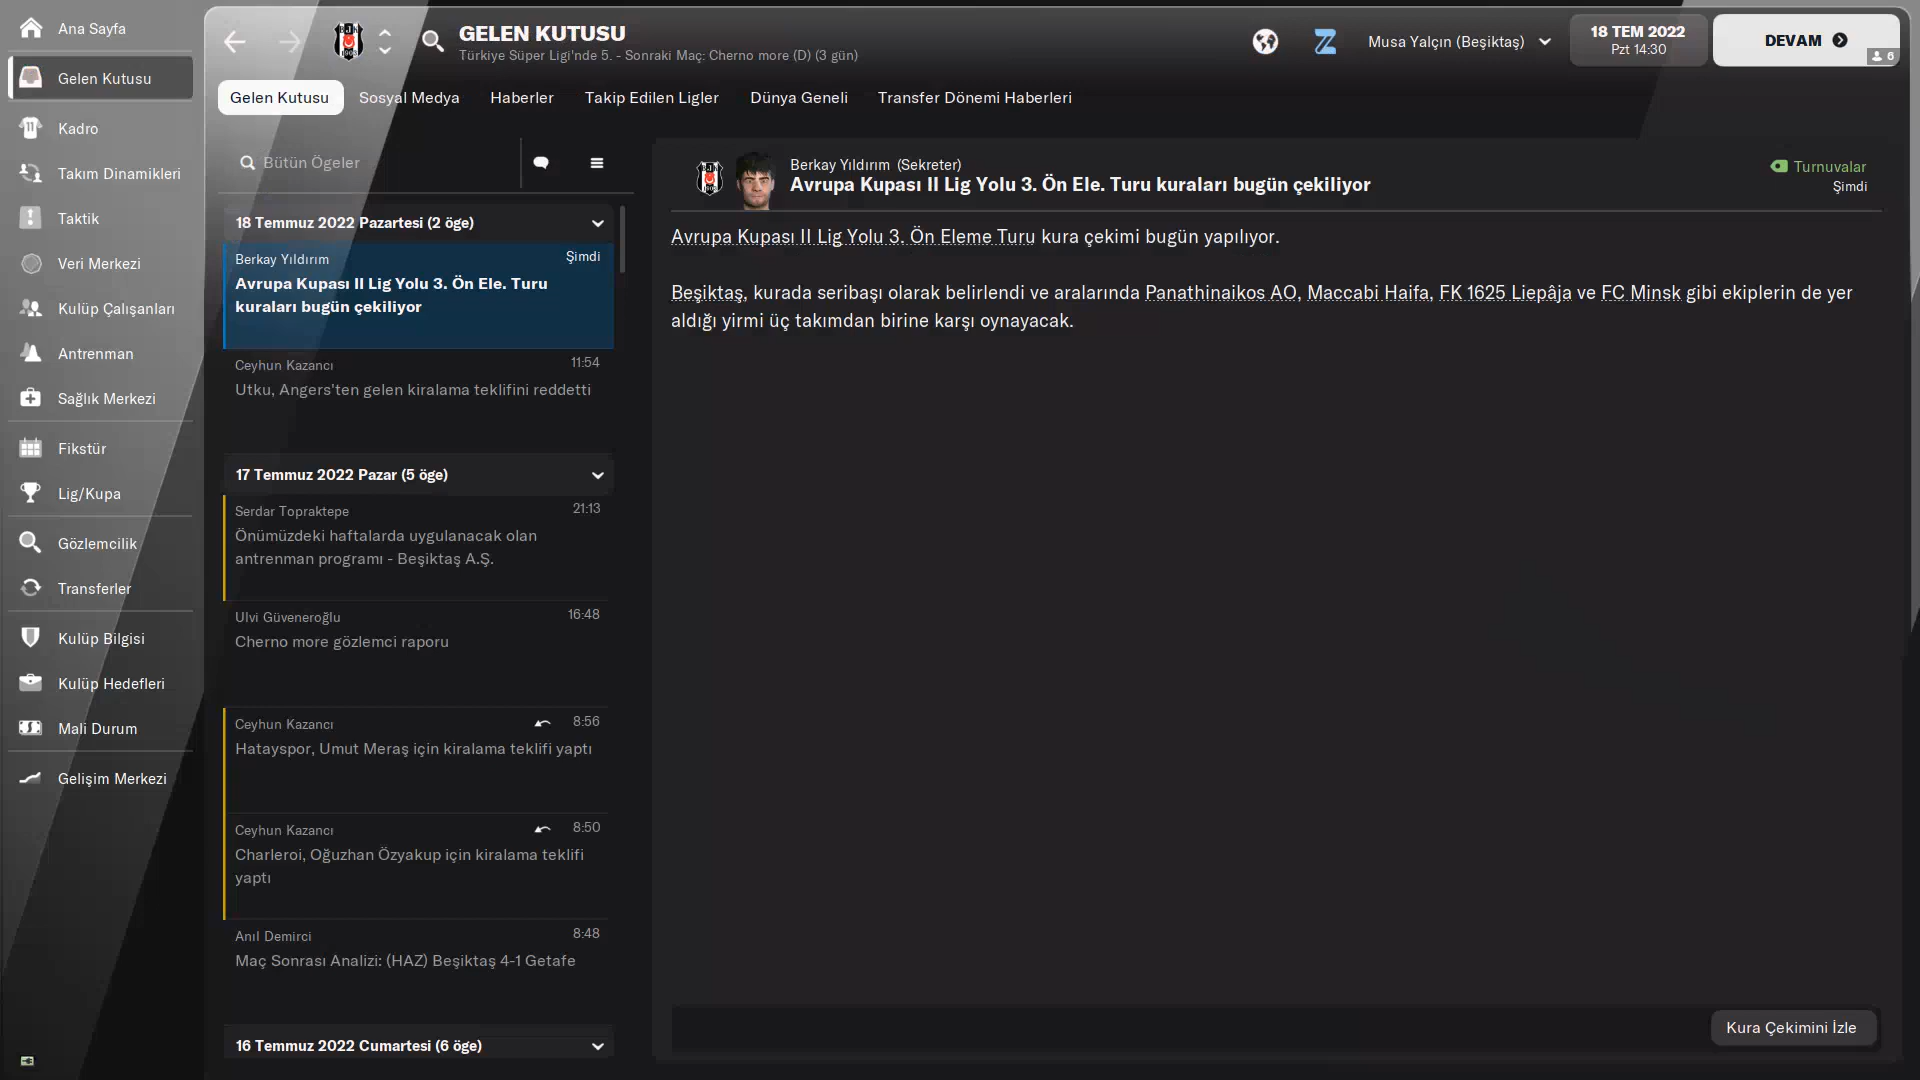 Ana Sayfa
Gelen Kutusu
Kadro
Takım Dinamikleri
Taktik
Veri Merkezi
Kulüp Çalışanları
Antrenman
Sağlık Merkezi
Fikstür
Lig/Kupa
Gözlemcilik
Transferler
Kulüp Bilgisi
Kulüp Hedefleri
Mali Durum
Gelişim Merkezi
GELEN KUTUSU
Türkiye Süper Ligi'nde 5. - Sonraki Maç: Cherno more (D) (3 gün)
Musa Yalçın (Beşiktaş)
18 TEM 2022
Pzt 14:30
DEVAM
6
Gelen Kutusu Sosyal Medya Haberler Takip Edilen Ligler Dünya Geneli Transfer Dönemi Haberleri
Bütün Ögeler
18 Temmuz 2022 Pazartesi (2 öge)
Berkay Yıldırım Şimdi
Avrupa Kupası II Lig Yolu 3. Ön Ele. Turu
kuraları bugün çekiliyor
Ceyhun Kazancı 11:54
Utku, Angers'ten gelen kiralama teklifini reddetti
17 Temmuz 2022 Pazar (5 öge)
Serdar Topraktepe 21:13
Önümüzdeki haftalarda uygulanacak olan
antrenman programı - Beşiktaş A.Ş.
Ulvi Güveneroğlu 16:48
Cherno more gözlemci raporu
Ceyhun Kazancı 8:56
Hatayspor, Umut Meraş için kiralama teklifi yaptı
Ceyhun Kazancı 8:50
Charleroi, Oğuzhan Özyakup için kiralama teklifi
yaptı
Anıl Demirci 8:48
Maç Sonrası Analizi: (HAZ) Beşiktaş 4-1 Getafe
16 Temmuz 2022 Cumartesi (6 öge)
Berkay Yıldırım (Sekreter)
Avrupa Kupası II Lig Yolu 3. Ön Ele. Turu kuraları bugün çekiliyor
Turnuvalar
Şimdi
Avrupa Kupası II Lig Yolu 3. Ön Eleme Turu kura çekimi bugün yapılıyor.
Beşiktaş, kurada seribaşı olarak belirlendi ve aralarında Panathinaikos AO, Maccabi Haifa, FK 1625 Liepâja ve FC Minsk gibi ekiplerin de yer
aldığı yirmi üç takımdan birine karşı oynayacak.
Kura Çekimini İzle